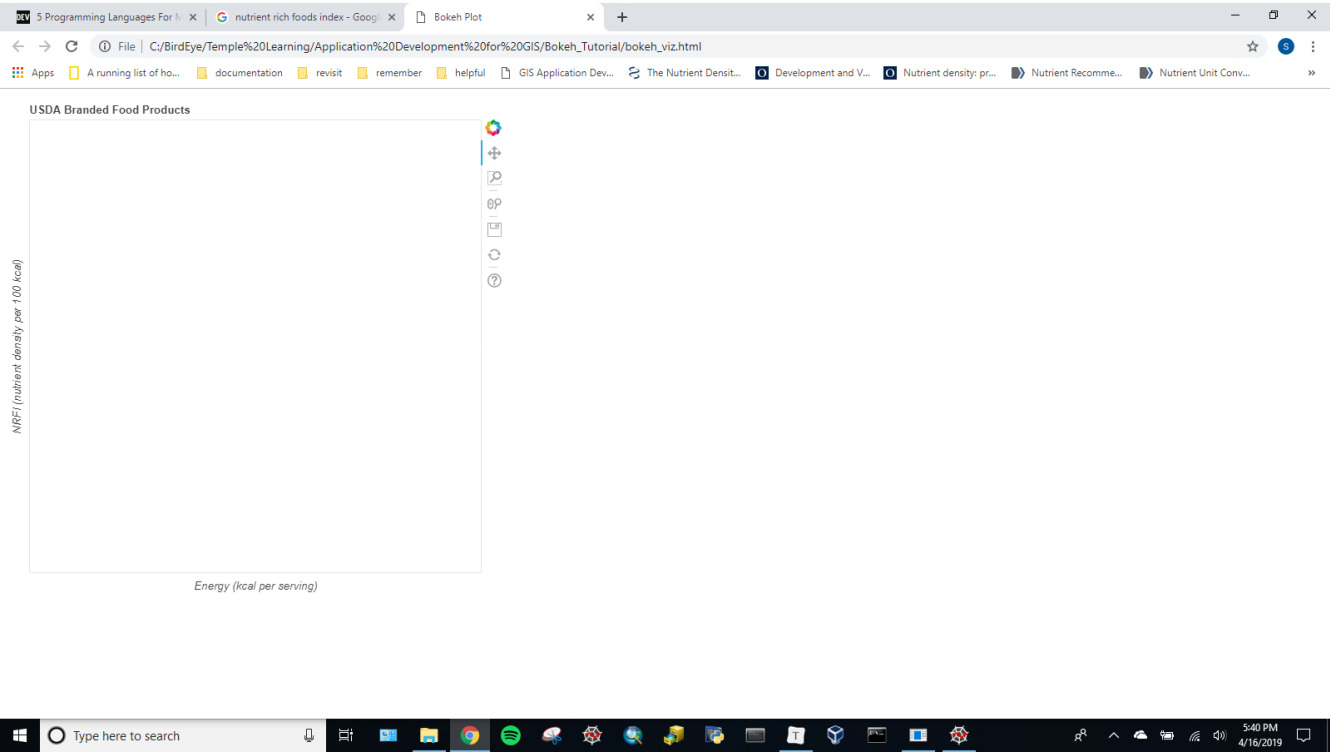 DEV 5 Programming Languages For M
G nutrient rich foods index - Googl
Bokeh Plot
File | C:/BirdEye/Temple%20Learning/Application%20Development%20for%20GIS/Bokeh_Tutorial/bokeh_viz.html
S
Apps
A running list of ho...
documentation
revisit
remember
helpful
GIS Application Dev...
The Nutrient Densit...
Development and V...
Nutrient density: pr...
Nutrient Recomme...
Nutrient Unit Conv...
USDA Branded Food Products
NRFI (nutrient density per 100 kcal)
Energy (kcal per serving)
Type here to search
5:40 PM
4/16/2019